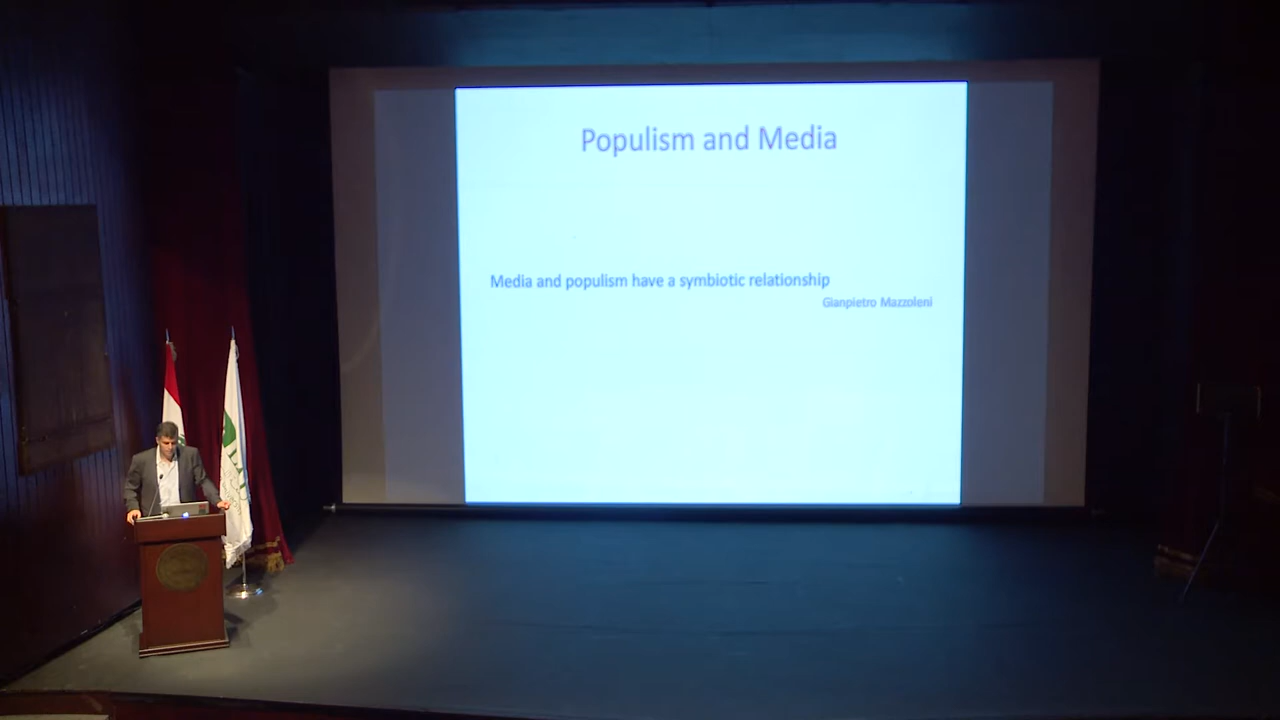 Populism and Media
Media and populism have a symbiotic relationship
Gianpietro Mazzoleni